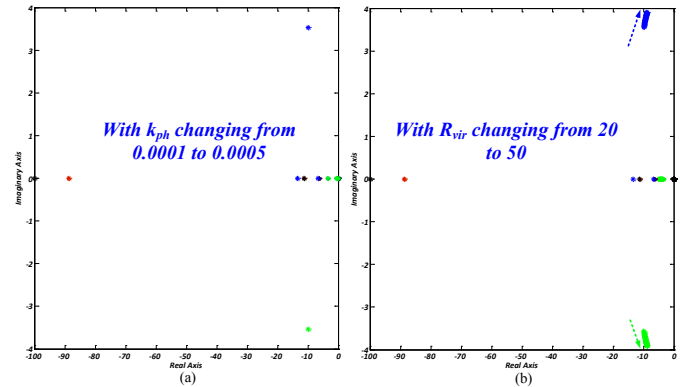 4
3
2
1
0
-1
-2
-3
-4
Imaginary Axis
With kph changing from
0.0001 to 0.0005
-100 -90 -80 -70 -60 -50 -40 -30 -20 -10 0
Real Axis
(a)
4
3
2
1
0
-1
-2
-3
-4
Imaginary Axis
With Rvir changing from 20
to 50
-100 -90 -80 -70 -60 -50 -40 -30 -20 -10 0
Real Axis
(b)